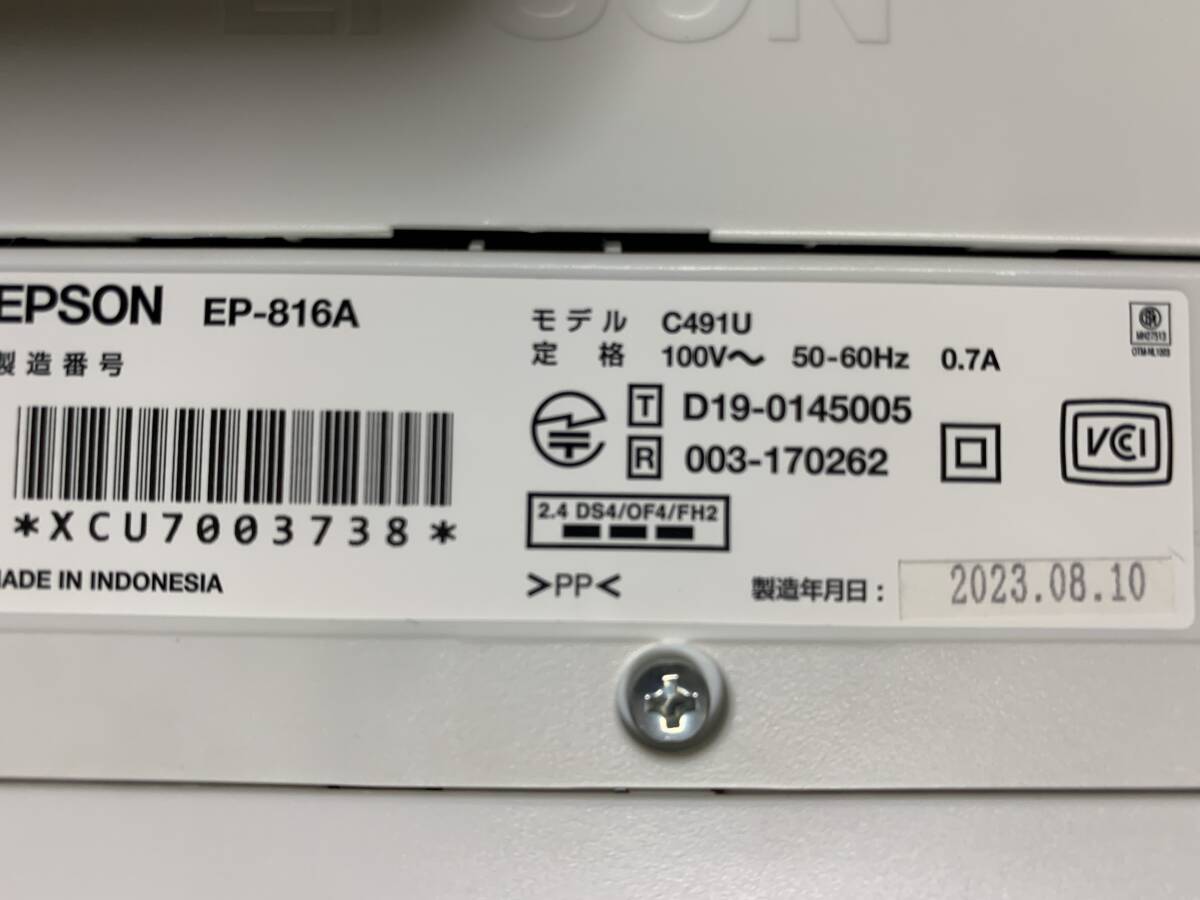 EPSON
EPSON EP-816A
製造番号
*XCU7003738*
MADE IN INDONESIA
モデル C491U
定 格 100V～ 50-60Hz 0.7A
T D19-0145005
R 003-170262
2.4 DS4/OF4/FH2
>PP<
製造年月日： 2023.08.10
VCCI